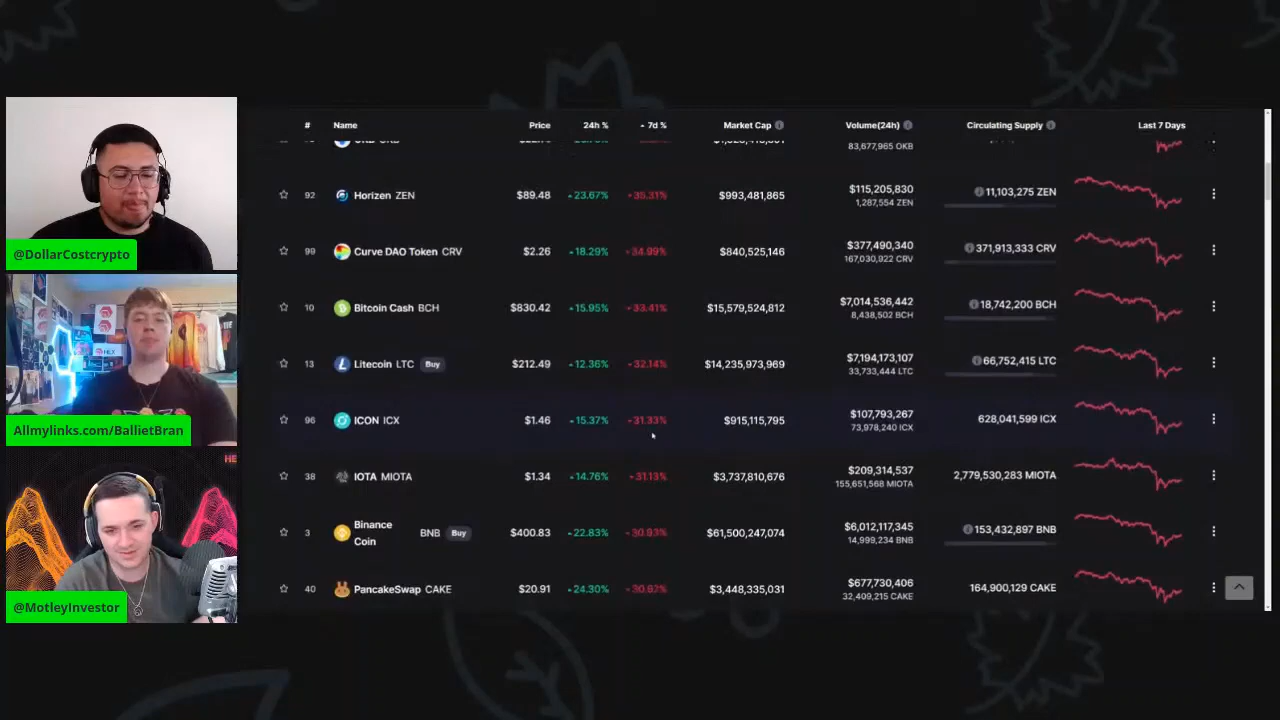 @DollarCostcrypto
Allmylinks.com/BallietBran
HE
@MotleyInvestor
# Name Price 24h % 7d % Market Cap Volume(24h) Circulating Supply Last 7 Days
83,677,965 OKB
92 Horizen ZEN $89.48 23.67% 35.31% $993,481,865 $115,205,830 11,103,275 ZEN
1,287,554 ZEN
99 Curve DAO Token CRV $2.26 18.29% 34.99% $840,525,146 $377,490,340 371,913,333 CRV
167,030,922 CRV
10 Bitcoin Cash BCH $830.42 15.95% 33.41% $15,579,524,812 $7,014,536,442 18,742,200 BCH
8,438,502 BCH
13 Litecoin LTC Buy $212.49 12.36% 32.14% $14,235,973,969 $7,194,173,107 66,752,415 LTC
33,733,444 LTC
96 ICON ICX $1.46 15.37% 31.33% $915,115,795 $107,793,267 628,041,599 ICX
73,978,240 ICX
38 IOTA MIOTA $1.34 14.76% 31.13% $3,737,810,676 $209,314,537 2,779,530,283 MIOTA
155,651,568 MIOTA
3 Binance Coin BNB Buy $400.83 22.83% 30.93% $61,500,247,074 $6,012,117,345 153,432,897 BNB
14,999,234 BNB
40 PancakeSwap CAKE $20.91 24.30% $3,448,335,031 $677,730,406 164,900,129 CAKE
32,409,215 CAKE